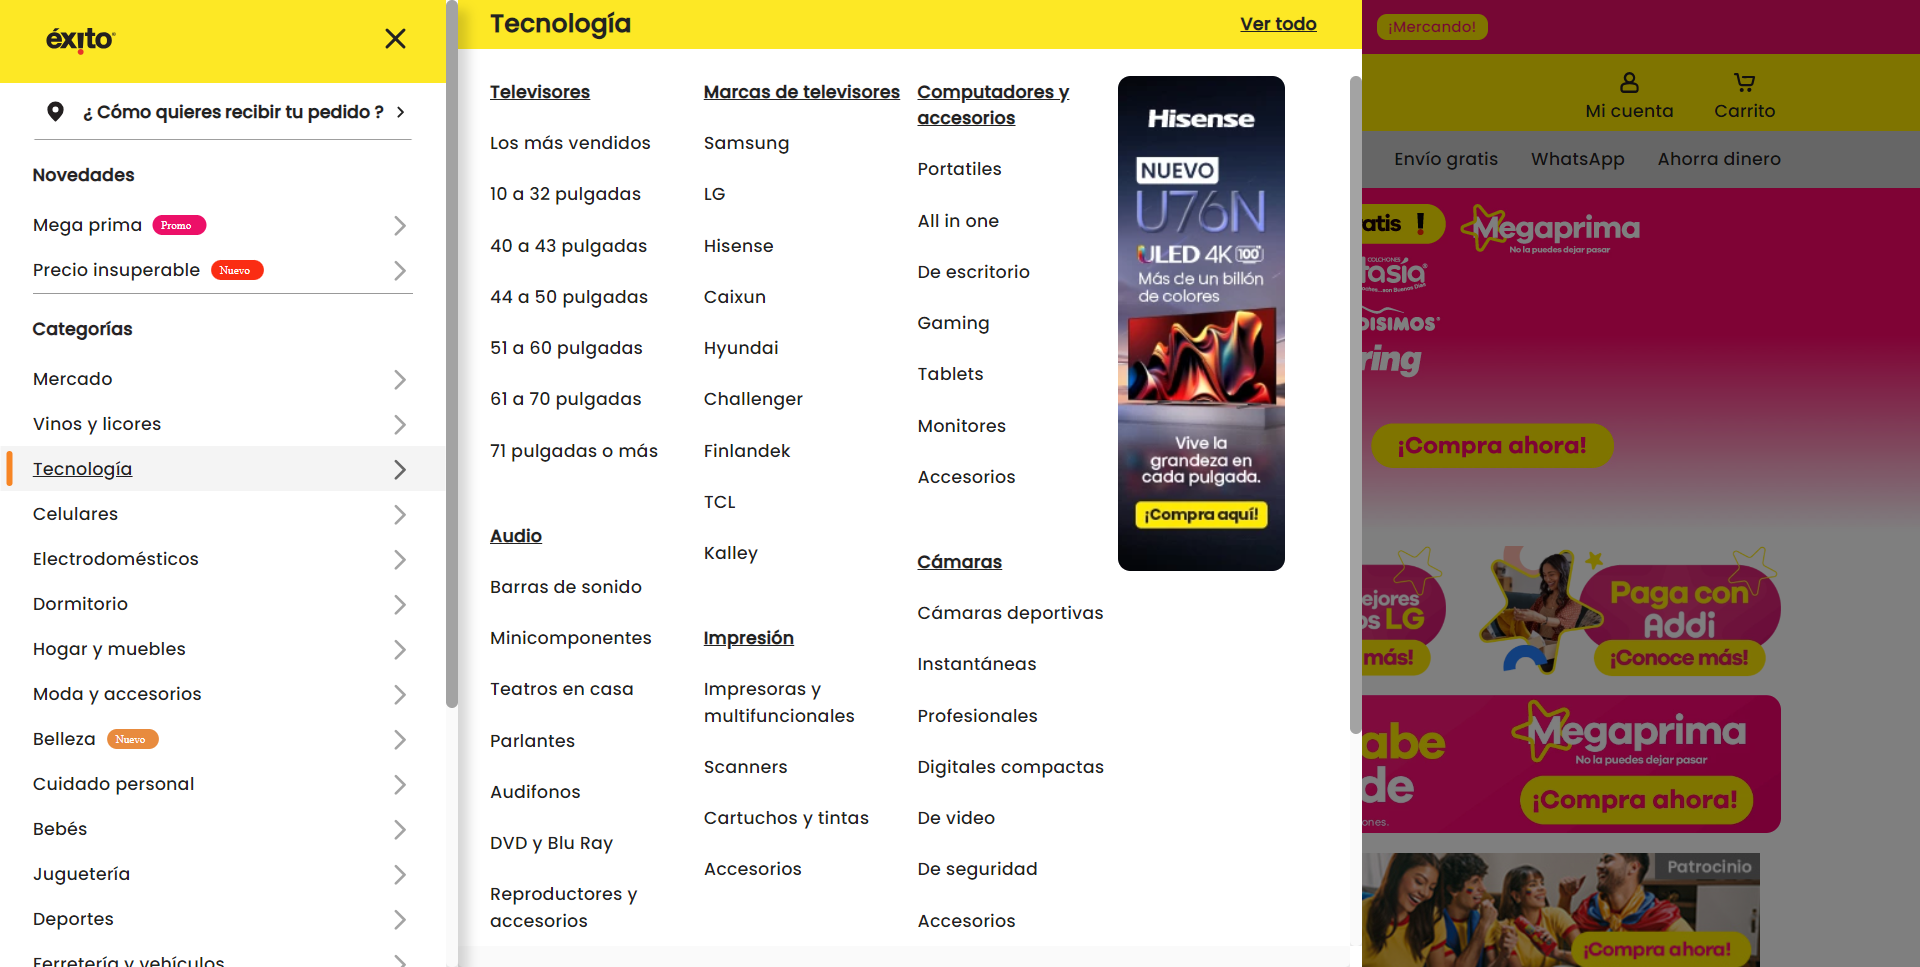 éxito
¿ Cómo quieres recibir tu pedido ?
Novedades
Mega prima Promo
Precio insuperable Nuevo
Categorías
Mercado
Vinos y licores
Tecnología
Celulares
Electrodomésticos
Dormitorio
Hogar y muebles
Moda y accesorios
Belleza Nuevo
Cuidado personal
Bebés
Juguetería
Deportes
Ferretería y vehículos
Tecnología
Ver todo
Televisores
Los más vendidos
10 a 32 pulgadas
40 a 43 pulgadas
44 a 50 pulgadas
51 a 60 pulgadas
61 a 70 pulgadas
71 pulgadas o más
Audio
Barras de sonido
Minicomponentes
Teatros en casa
Parlantes
Audifonos
DVD y Blu Ray
Reproductores y
accesorios
Marcas de televisores
Samsung
LG
Hisense
Caixun
Hyundai
Challenger
Finlandek
TCL
Kalley
Impresión
Impresoras y
multifuncionales
Scanners
Cartuchos y tintas
Accesorios
Computadores y
accesorios
Portatiles
All in one
De escritorio
Gaming
Tablets
Monitores
Accesorios
Cámaras
Cámaras deportivas
Instantáneas
Profesionales
Digitales compactas
De video
De seguridad
Accesorios
Hisense
NUEVO
U76N
ULED 4K 100
Más de un billón
de colores
Vive la
grandeza en
cada pulgada.
¡Compra aquí!
¡Mercando!
Mi cuenta
Carrito
Envío gratis
WhatsApp
Ahorra dinero
atis !
Megaprima
No la puedes dejar pasar
COLCHONES
tasía
DISIMOS
ring
¡Compra ahora!
ejores
os LG
más!
Paga con
Addi
¡Conoce más!
abe
de
ones.
Megaprima
No la puedes dejar pasar
¡Compra ahora!
Patrocinio
¡Compra ahora!